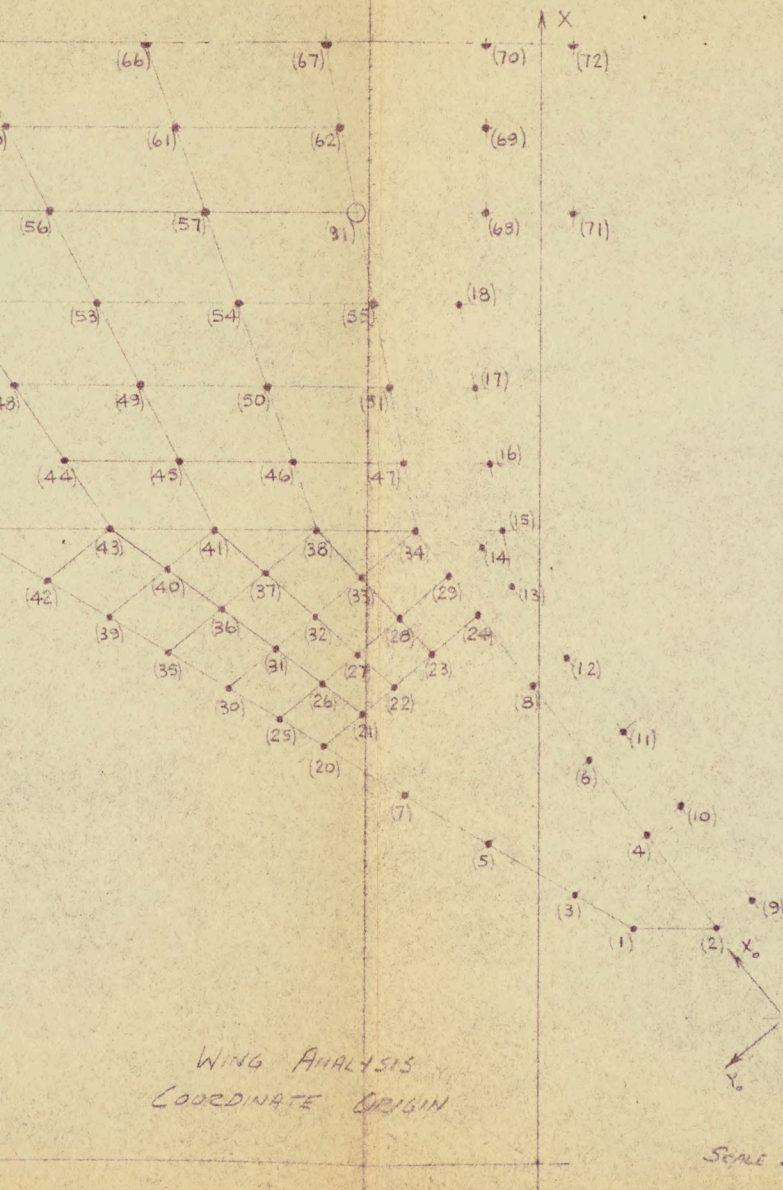 X
(66) (67) (70) (72)
(61) (62) (69)
(56) (57) 91) (68) (71)
(53) (54) (55) (18)
48) (49) (50) (51) (17)
(44) (45) (46) (47) (16)
(43) (41) (38) (34) (15)
(14)
(42) (40) (37) (33) (29) (13)
(39) (36) (32) (28) (24)
(35) (31) (27) (23) (12)
(30) (26) (22) (8)
(25) (21) (11)
(20) (6)
(7) (10)
(5) (4)
(3) (9)
(1) (2) X₀
Y₀
WING ANALYSIS
COORDINATE ORIGIN
SCALE